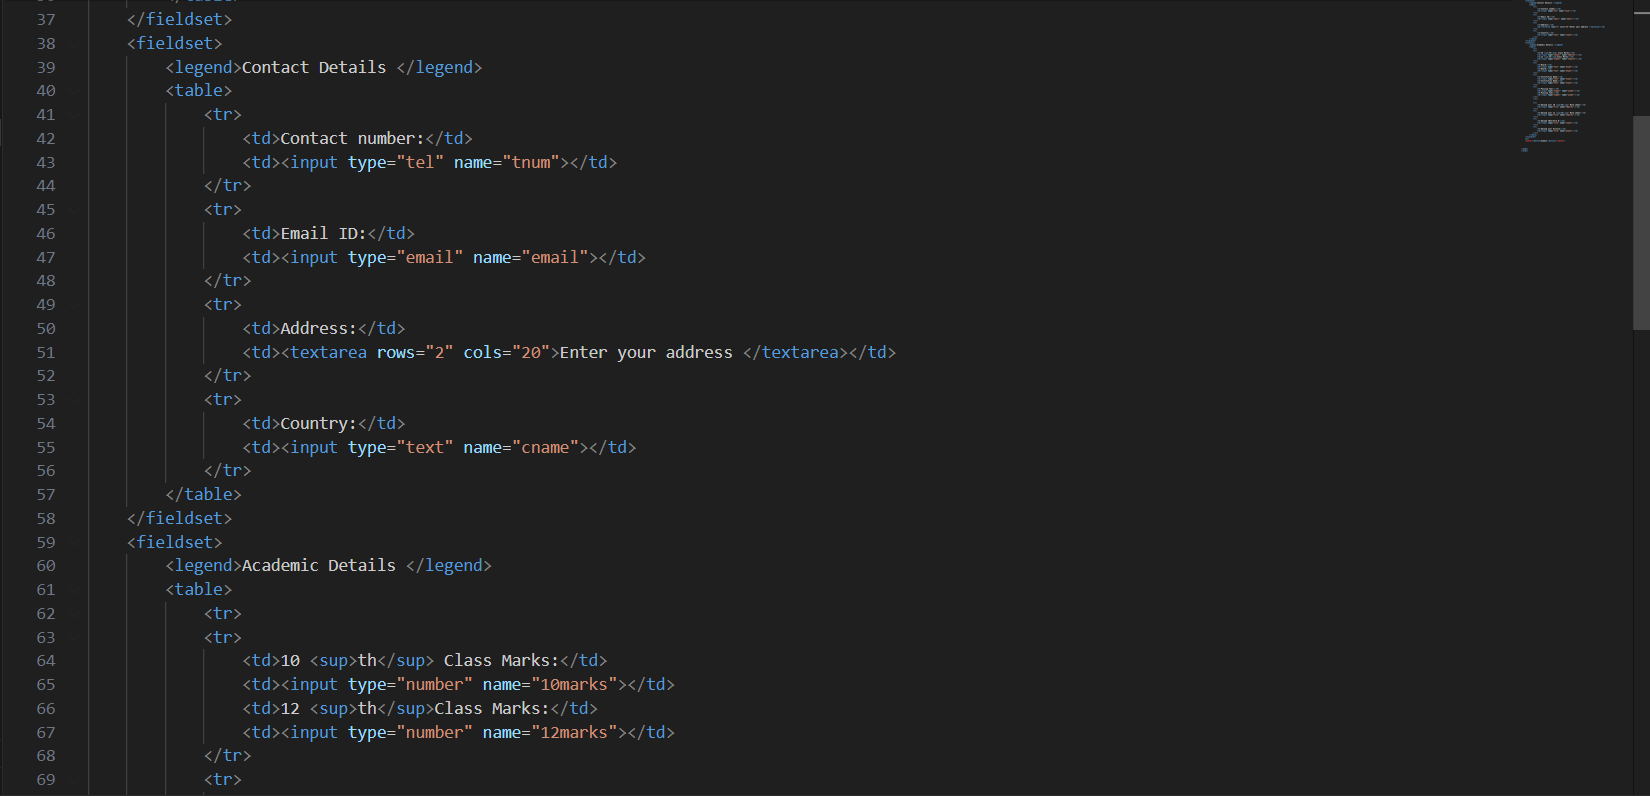 37 </fieldset>
38 <fieldset>
39 <legend>Contact Details </legend>
40 <table>
41 <tr>
42 <td>Contact number:</td>
43 <td><input type="tel" name="tnum"></td>
44 </tr>
45 <tr>
46 <td>Email ID:</td>
47 <td><input type="email" name="email"></td>
48 </tr>
49 <tr>
50 <td>Address:</td>
51 <td><textarea rows="2" cols="20">Enter your address </textarea></td>
52 </tr>
53 <tr>
54 <td>Country:</td>
55 <td><input type="text" name="cname"></td>
56 </tr>
57 </table>
58 </fieldset>
59 <fieldset>
60 <legend>Academic Details </legend>
61 <table>
62 <tr>
63 <tr>
64 <td>10 <sup>th</sup> Class Marks:</td>
65 <td><input type="number" name="10marks"></td>
66 <td>12 <sup>th</sup>Class Marks:</td>
67 <td><input type="number" name="12marks"></td>
68 </tr>
69 <tr>